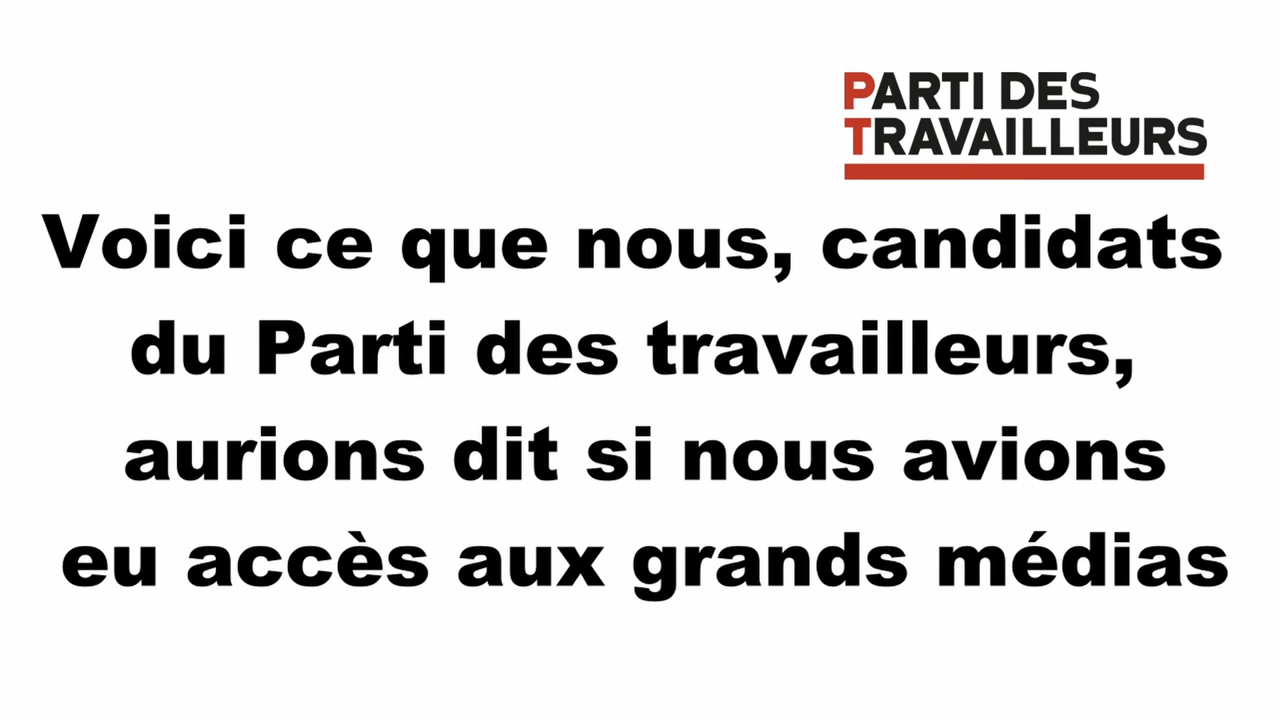 PARTI DES
TRAVAILLEURS
Voici ce que nous, candidats
du Parti des travailleurs,
aurions dit si nous avions
eu accès aux grands médias